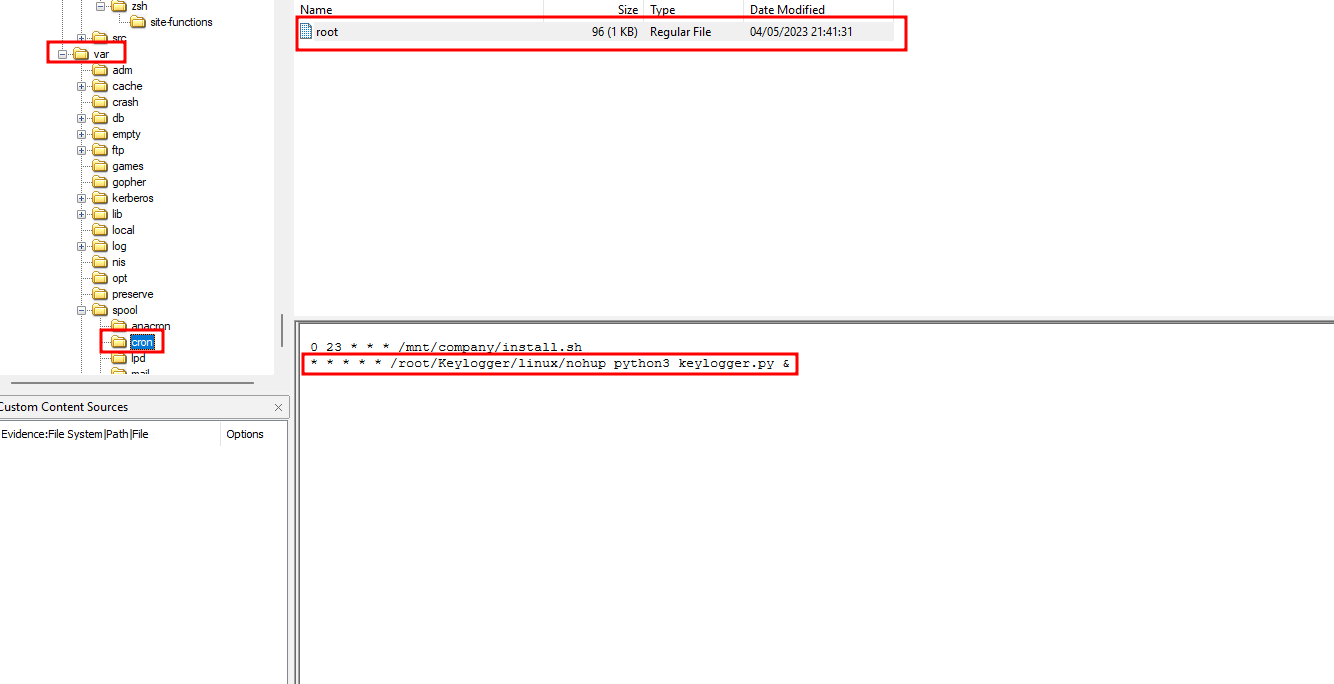 zsh
site-functions
src
var
adm
cache
crash
db
empty
ftp
games
gopher
kerberos
lib
local
log
nis
opt
preserve
spool
anacron
cron
lpd
mail
Custom Content Sources
Evidence:File System|Path|File Options
Name Size Type Date Modified
root 96 (1 KB) Regular File 04/05/2023 21:41:31
0 23 * * * /mnt/company/install.sh
* * * * * /root/Keylogger/linux/nohup python3 keylogger.py &